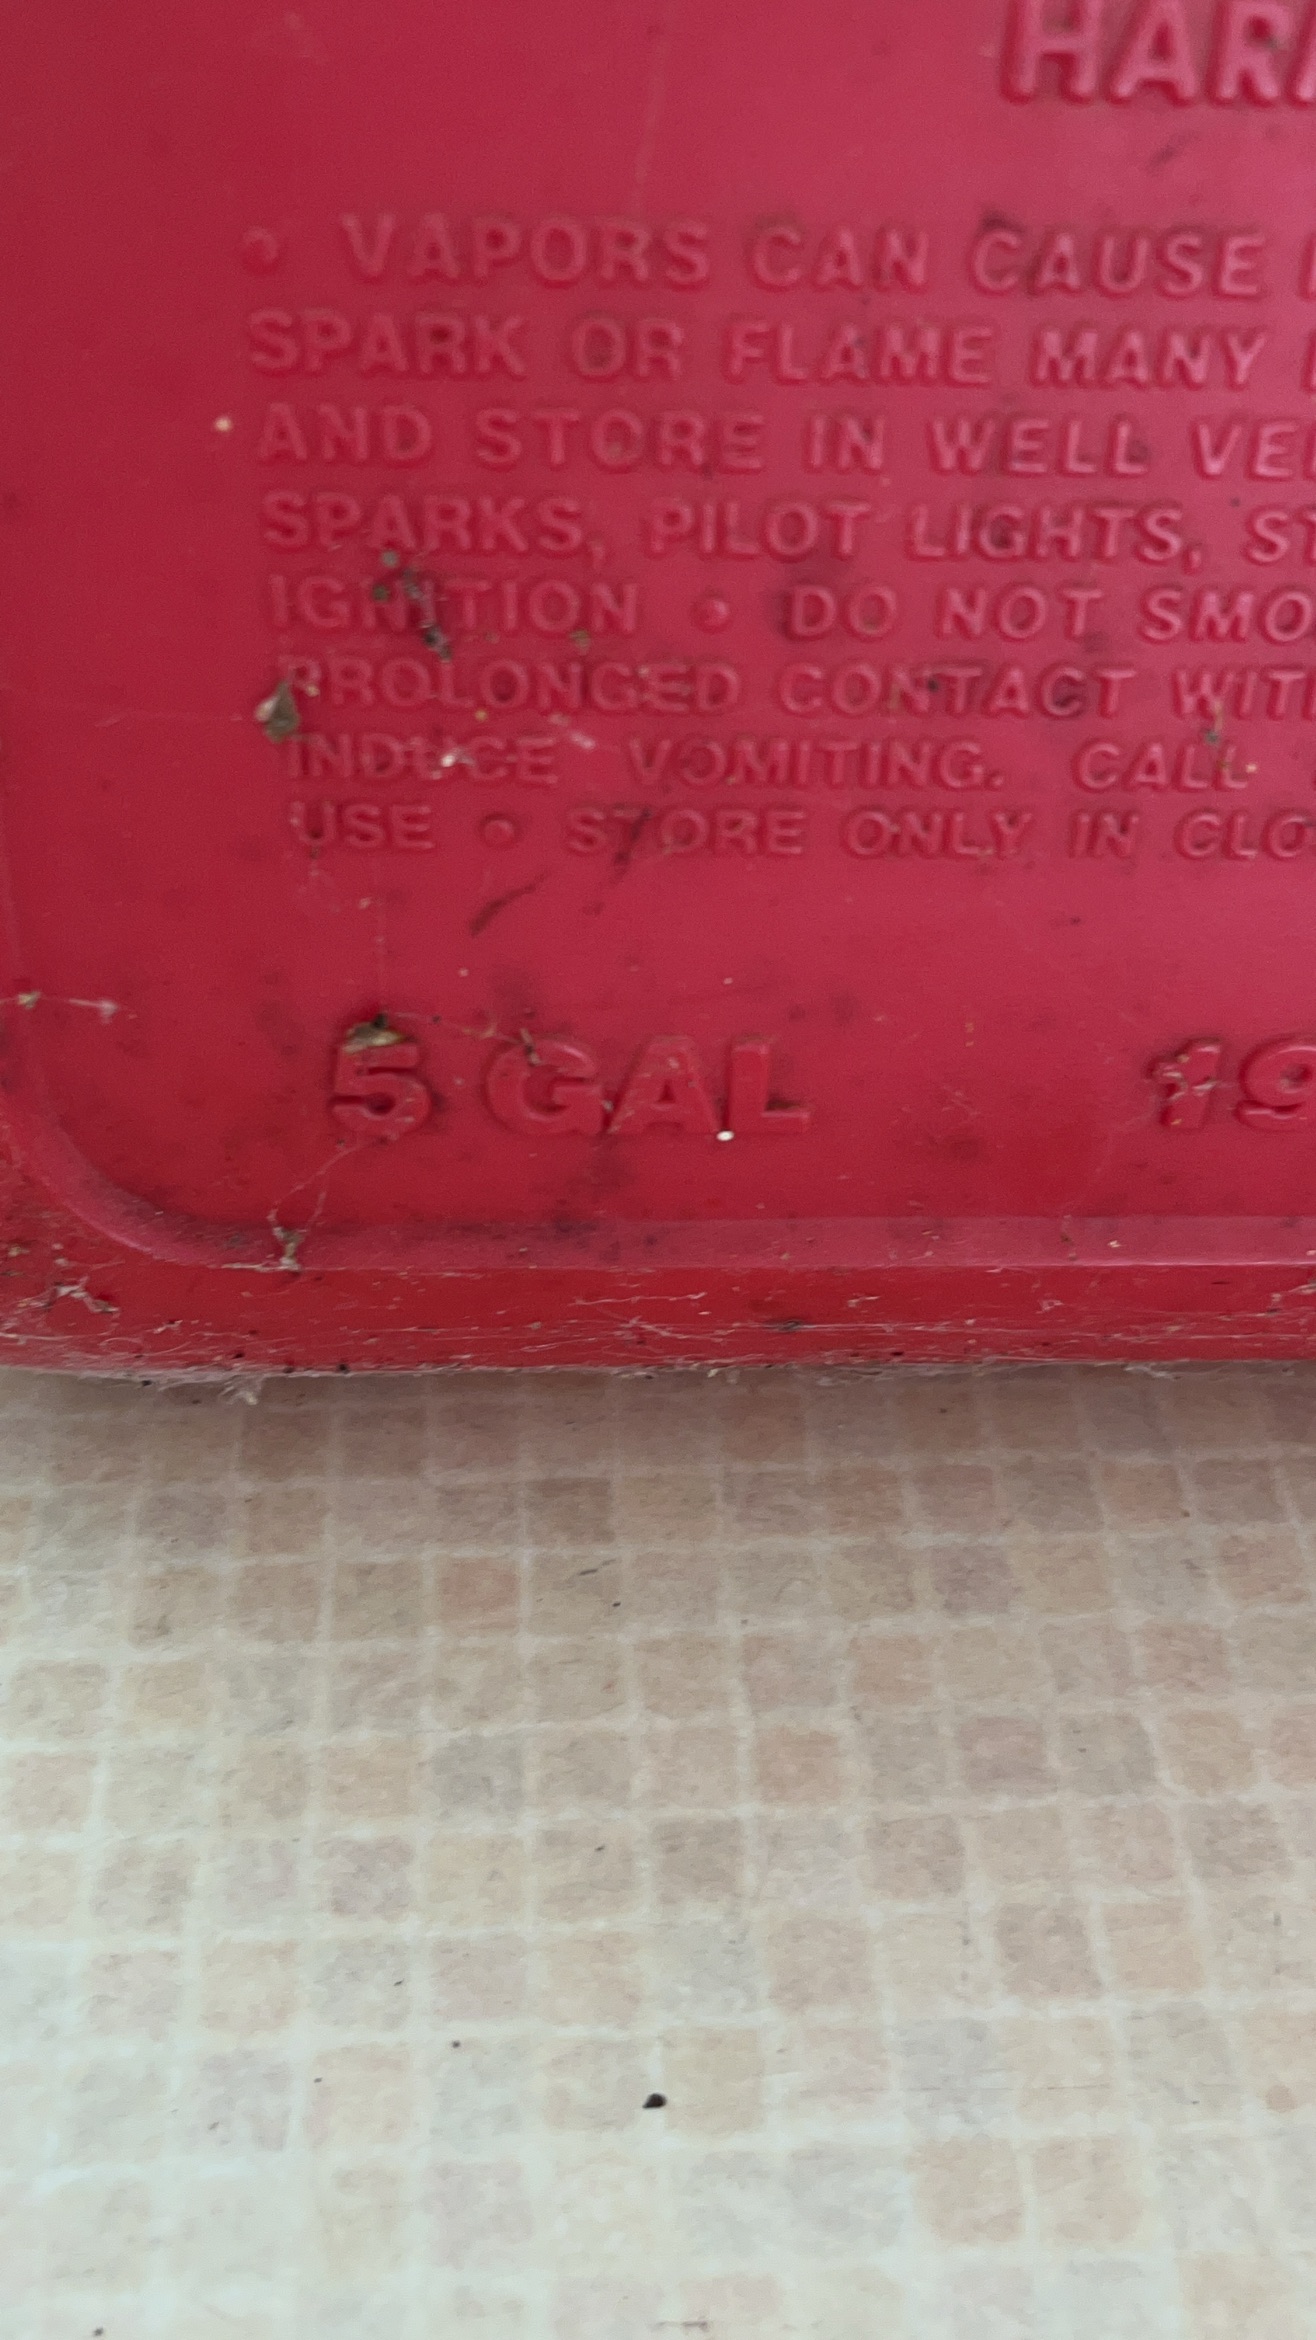 HAR
• VAPORS CAN CAUSE
SPARK OR FLAME MANY
AND STORE IN WELL VE
SPARKS, PILOT LIGHTS, ST
IGNITION • DO NOT SMO
PROLONGED CONTACT WIT
INDUCE VOMITING. CALL
USE • STORE ONLY IN CLO
5 GAL 19